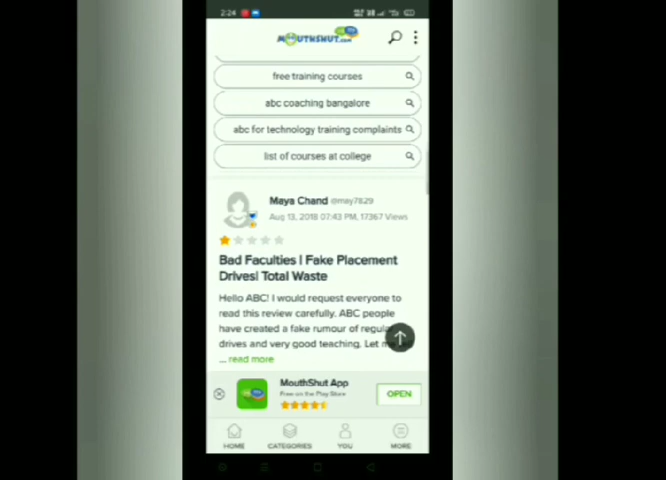 2:24
MOUTHSHUT.COM
free training courses
abc coaching bangalore
abc for technology training complaints
list of courses at college
Maya Chand @may7829
Aug 13, 2018 07:43 PM, 17367 Views
Bad Faculties | Fake Placement
Drives| Total Waste
Hello ABC! I would request everyone to
read this review carefully. ABC people
have created a fake rumour of regular
drives and very good teaching. Let me
... read more
MouthShut App
Free on the Play Store
OPEN
HOME CATEGORIES YOU MORE